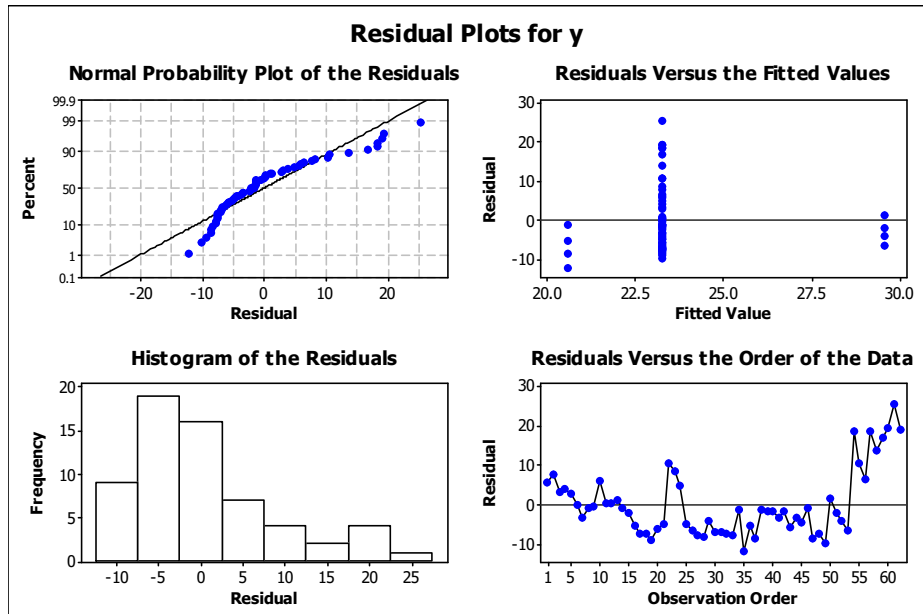 Residual Plots for y
Normal Probability Plot of the Residuals
99.9
99
90
50
10
1
0.1
Percent
-20 -10 0 10 20
Residual
Residuals Versus the Fitted Values
30
20
10
0
-10
Residual
20.0 22.5 25.0 27.5 30.0
Fitted Value
Histogram of the Residuals
20
15
10
5
0
Frequency
-10 -5 0 5 10 15 20 25
Residual
Residuals Versus the Order of the Data
30
20
10
0
-10
Residual
1 5 10 15 20 25 30 35 40 45 50 55 60
Observation Order